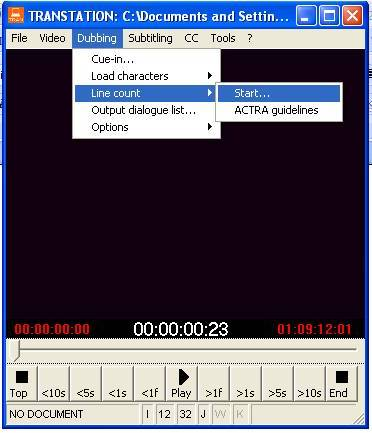 TRANSTATION: C:\Documents and Settin...
File Video Dubbing Subtitling CC Tools ?
Cue-in...
Load characters
Line count
Output dialogue list...
Options
Start...
ACTRA guidelines
00:00:00:00 00:00:00:23 01:09:12:01
Top <10s <5s <1s <1f Play >1f >1s >5s >10s End
NO DOCUMENT I 12 32 J W K